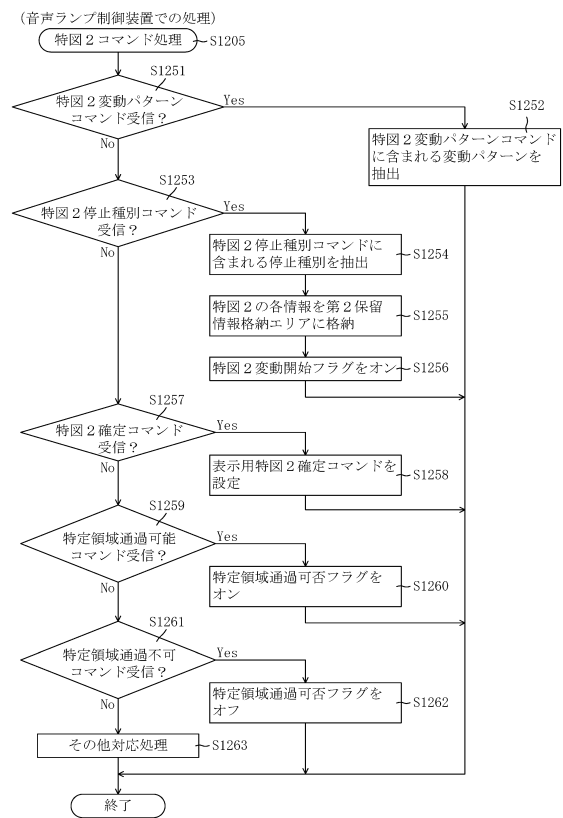 (音声ランプ制御装置での処理)
特図２コマンド処理
S1205
S1251
特図２変動パターン
コマンド受信？
Yes
No
S1252
特図２変動パターンコマンド
に含まれる変動パターンを
抽出
S1253
特図２停止種別コマンド
受信？
Yes
No
特図２停止種別コマンドに
含まれる停止種別を抽出
S1254
特図２の各情報を第２保留
情報格納エリアに格納
S1255
特図２変動開始フラグをオン
S1256
S1257
特図２確定コマンド
受信？
Yes
No
表示用特図２確定コマンドを
設定
S1258
S1259
特定領域通過可能
コマンド受信？
Yes
No
特定領域通過可否フラグを
オン
S1260
S1261
特定領域通過不可
コマンド受信？
Yes
No
特定領域通過可否フラグを
オフ
S1262
その他対応処理
S1263
終了